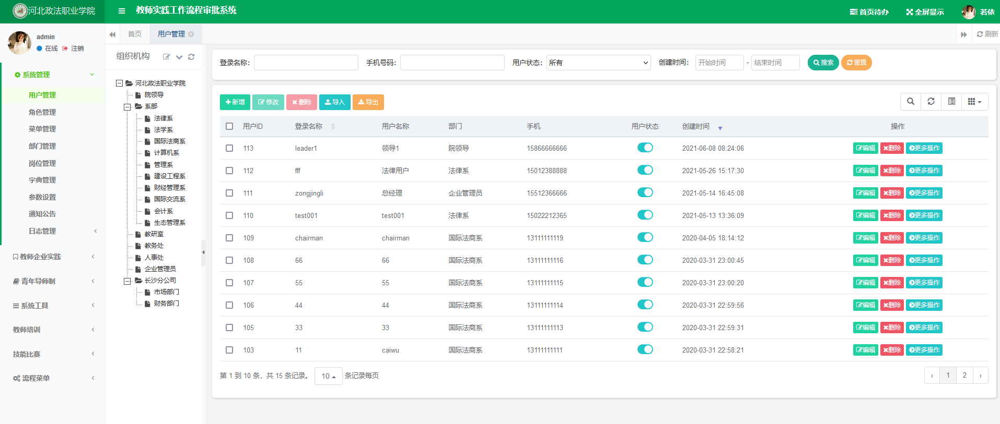 河北政法职业学院
教师实践工作流程审批系统
首页待办
全屏显示
若依
admin
在线 注销
首页
用户管理
刷新
系统管理
用户管理
角色管理
菜单管理
部门管理
岗位管理
字典管理
参数设置
通知公告
日志管理
教师企业实践
青年导师制
系统工具
教师培训
技能比赛
流程菜单
组织机构
河北政法职业学院
院领导
系部
法律系
法学系
国际法商系
计算机系
管理系
建设工程系
财经管理系
国际交流系
会计系
生态管理系
教研室
教务处
人事处
企业管理员
长沙分公司
市场部门
财务部门
登录名称： 手机号码： 用户状态： 所有 创建时间： 开始时间 - 结束时间 搜索 重置
新增 修改 删除 导入 导出
用户ID 登录名称 用户名称 部门 手机 用户状态 创建时间 操作
113 leader1 领导1 院领导 15866666666 2021-06-08 08:24:06 编辑 删除 更多操作
112 fff 法律用户 法律系 15012388888 2021-05-26 15:17:30 编辑 删除 更多操作
111 zongjingli 总经理 企业管理员 15512366666 2021-05-14 16:45:08 编辑 删除 更多操作
110 test001 test001 法律系 15022212365 2021-05-13 13:36:09 编辑 删除 更多操作
109 chairman chairman 国际法商系 13111111119 2020-04-05 18:14:12 编辑 删除 更多操作
108 66 66 国际法商系 13111111116 2020-03-31 23:00:45 编辑 删除 更多操作
107 55 55 国际法商系 13111111115 2020-03-31 23:00:20 编辑 删除 更多操作
106 44 44 国际法商系 13111111114 2020-03-31 22:59:56 编辑 删除 更多操作
105 33 33 国际法商系 13111111113 2020-03-31 22:59:31 编辑 删除 更多操作
103 11 caiwu 国际法商系 13111111111 2020-03-31 22:58:21 编辑 删除 更多操作
第 1 到 10 条，共 15 条记录。 10 条记录每页
‹ 1 2 ›